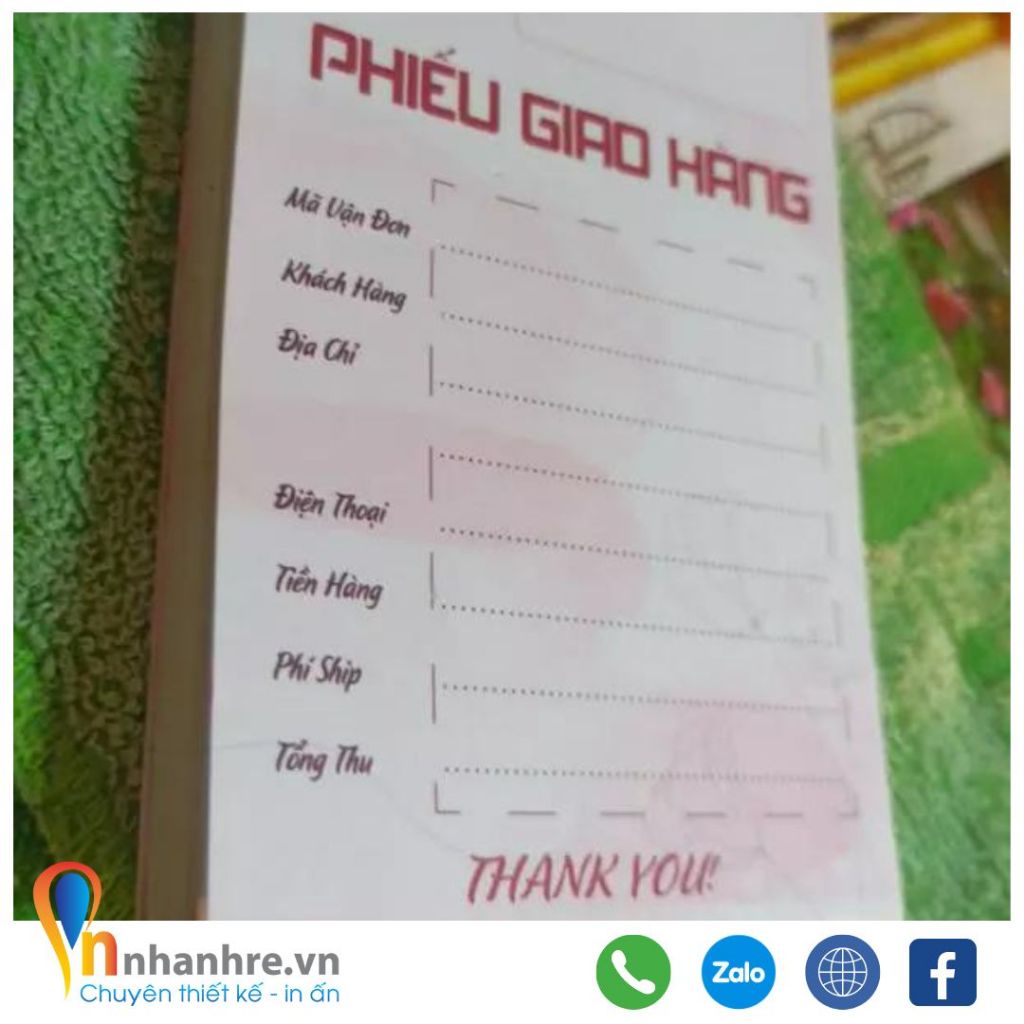 PHIẾU GIAO HÀNG
Mã Vận Đơn
Khách Hàng
Địa Chỉ
Điện Thoại
Tiền Hàng
Phí Ship
Tổng Thu
THANK YOU!
nnhanhre.vn
Chuyên thiết kế - in ấn
Zalo